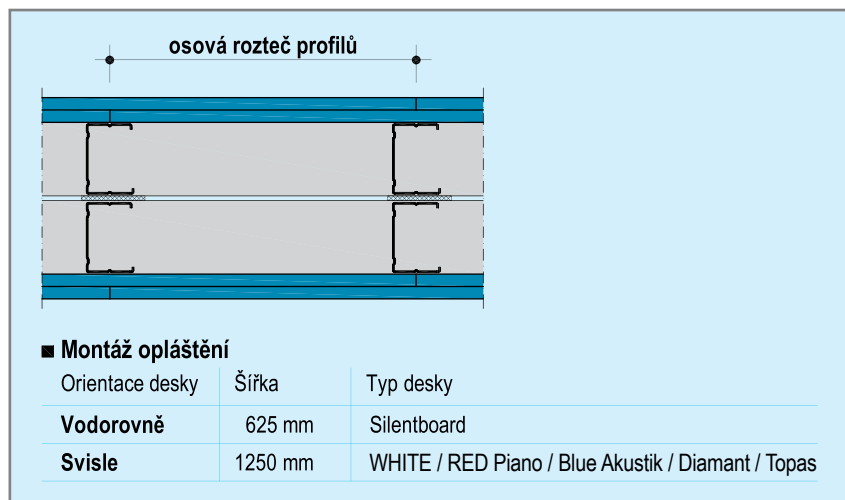 osová rozteč profilů
Montáž opláštění
Orientace desky Šířka Typ desky
Vodorovně 625 mm Silentboard
Svisle 1250 mm WHITE / RED Piano / Blue Akustik / Diamant / Topas